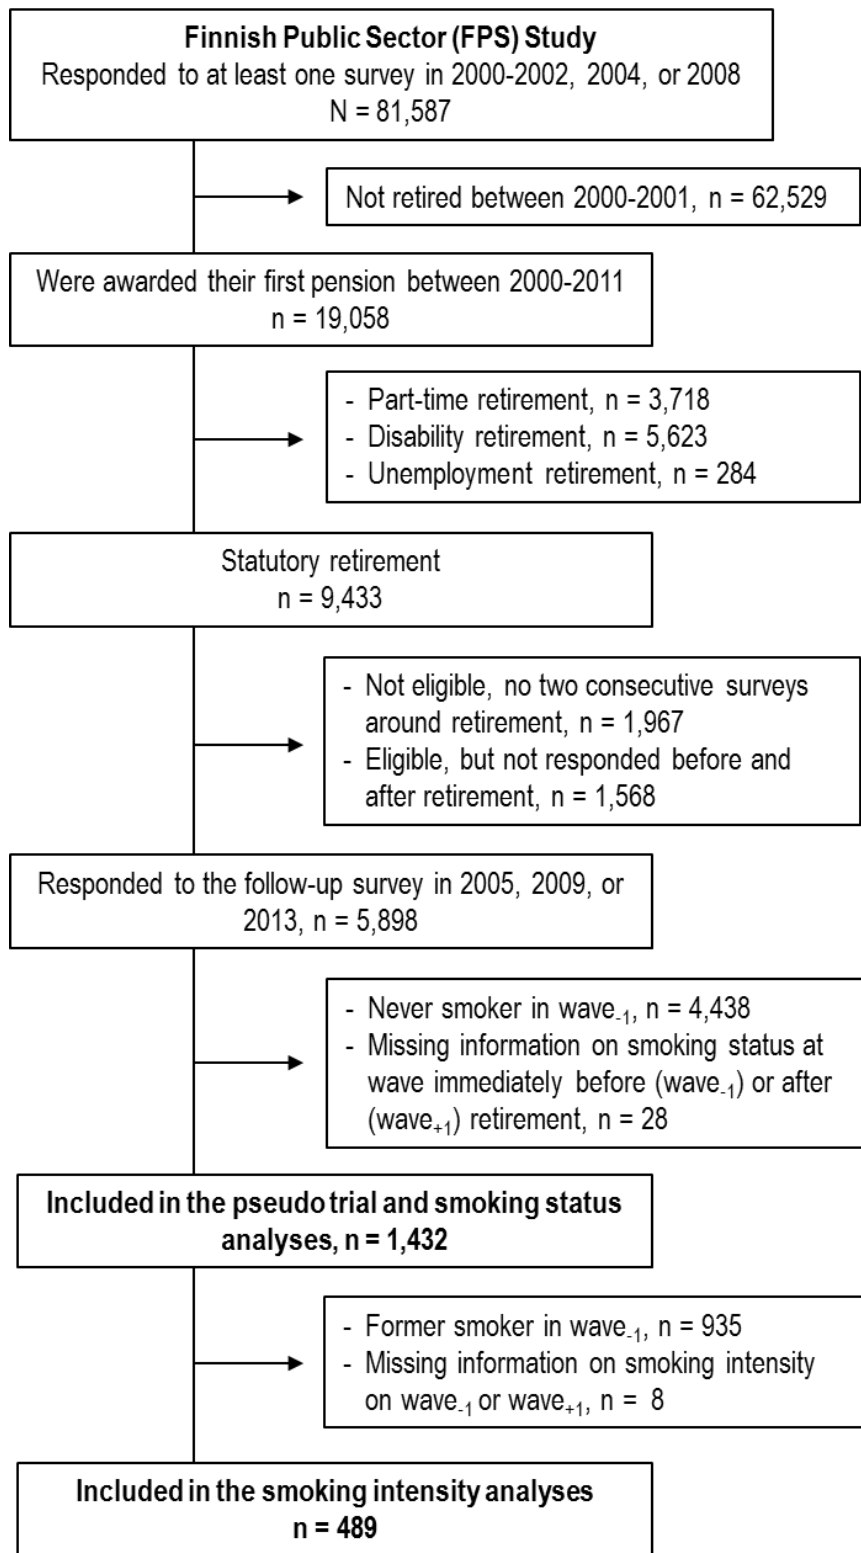 Finnish Public Sector (FPS) Study
Responded to at least one survey in 2000-2002, 2004, or 2008
N = 81,587
Not retired between 2000-2001, n = 62,529
Were awarded their first pension between 2000-2011
n = 19,058
- Part-time retirement, n = 3,718
- Disability retirement, n = 5,623
- Unemployment retirement, n = 284
Statutory retirement
n = 9,433
- Not eligible, no two consecutive surveys
around retirement, n = 1,967
- Eligible, but not responded before and
after retirement, n = 1,568
Responded to the follow-up survey in 2005, 2009, or
2013, n = 5,898
- Never smoker in wave-1, n = 4,438
- Missing information on smoking status at
wave immediately before (wave-1) or after
(wave+1) retirement, n = 28
Included in the pseudo trial and smoking status
analyses, n = 1,432
- Former smoker in wave-1, n = 935
- Missing information on smoking intensity
on wave-1 or wave+1, n = 8
Included in the smoking intensity analyses
n = 489